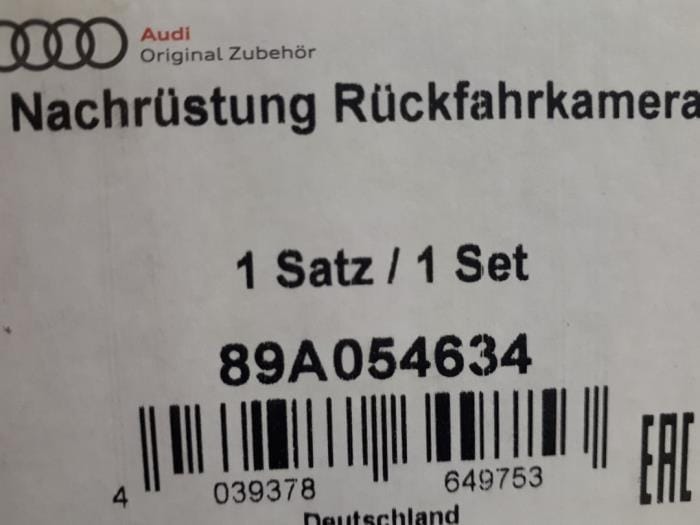 Audi
Original Zubehör
Nachrüstung Rückfahrkamera
1 Satz / 1 Set
89A054634
4 039378 649753
EAC
Deutschland